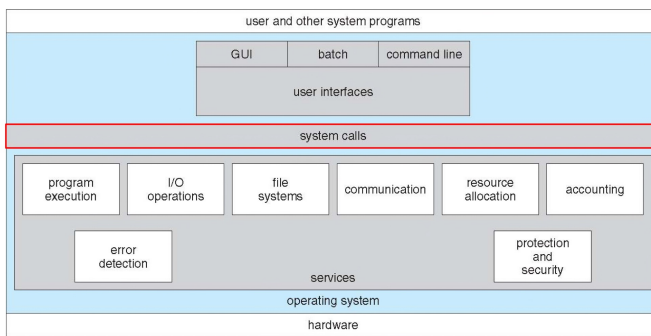 user and other system programs
GUI
batch
command line
user interfaces
system calls
program
execution
I/O
operations
file
systems
communication
resource
allocation
accounting
error
detection
protection
and
security
services
operating system
hardware